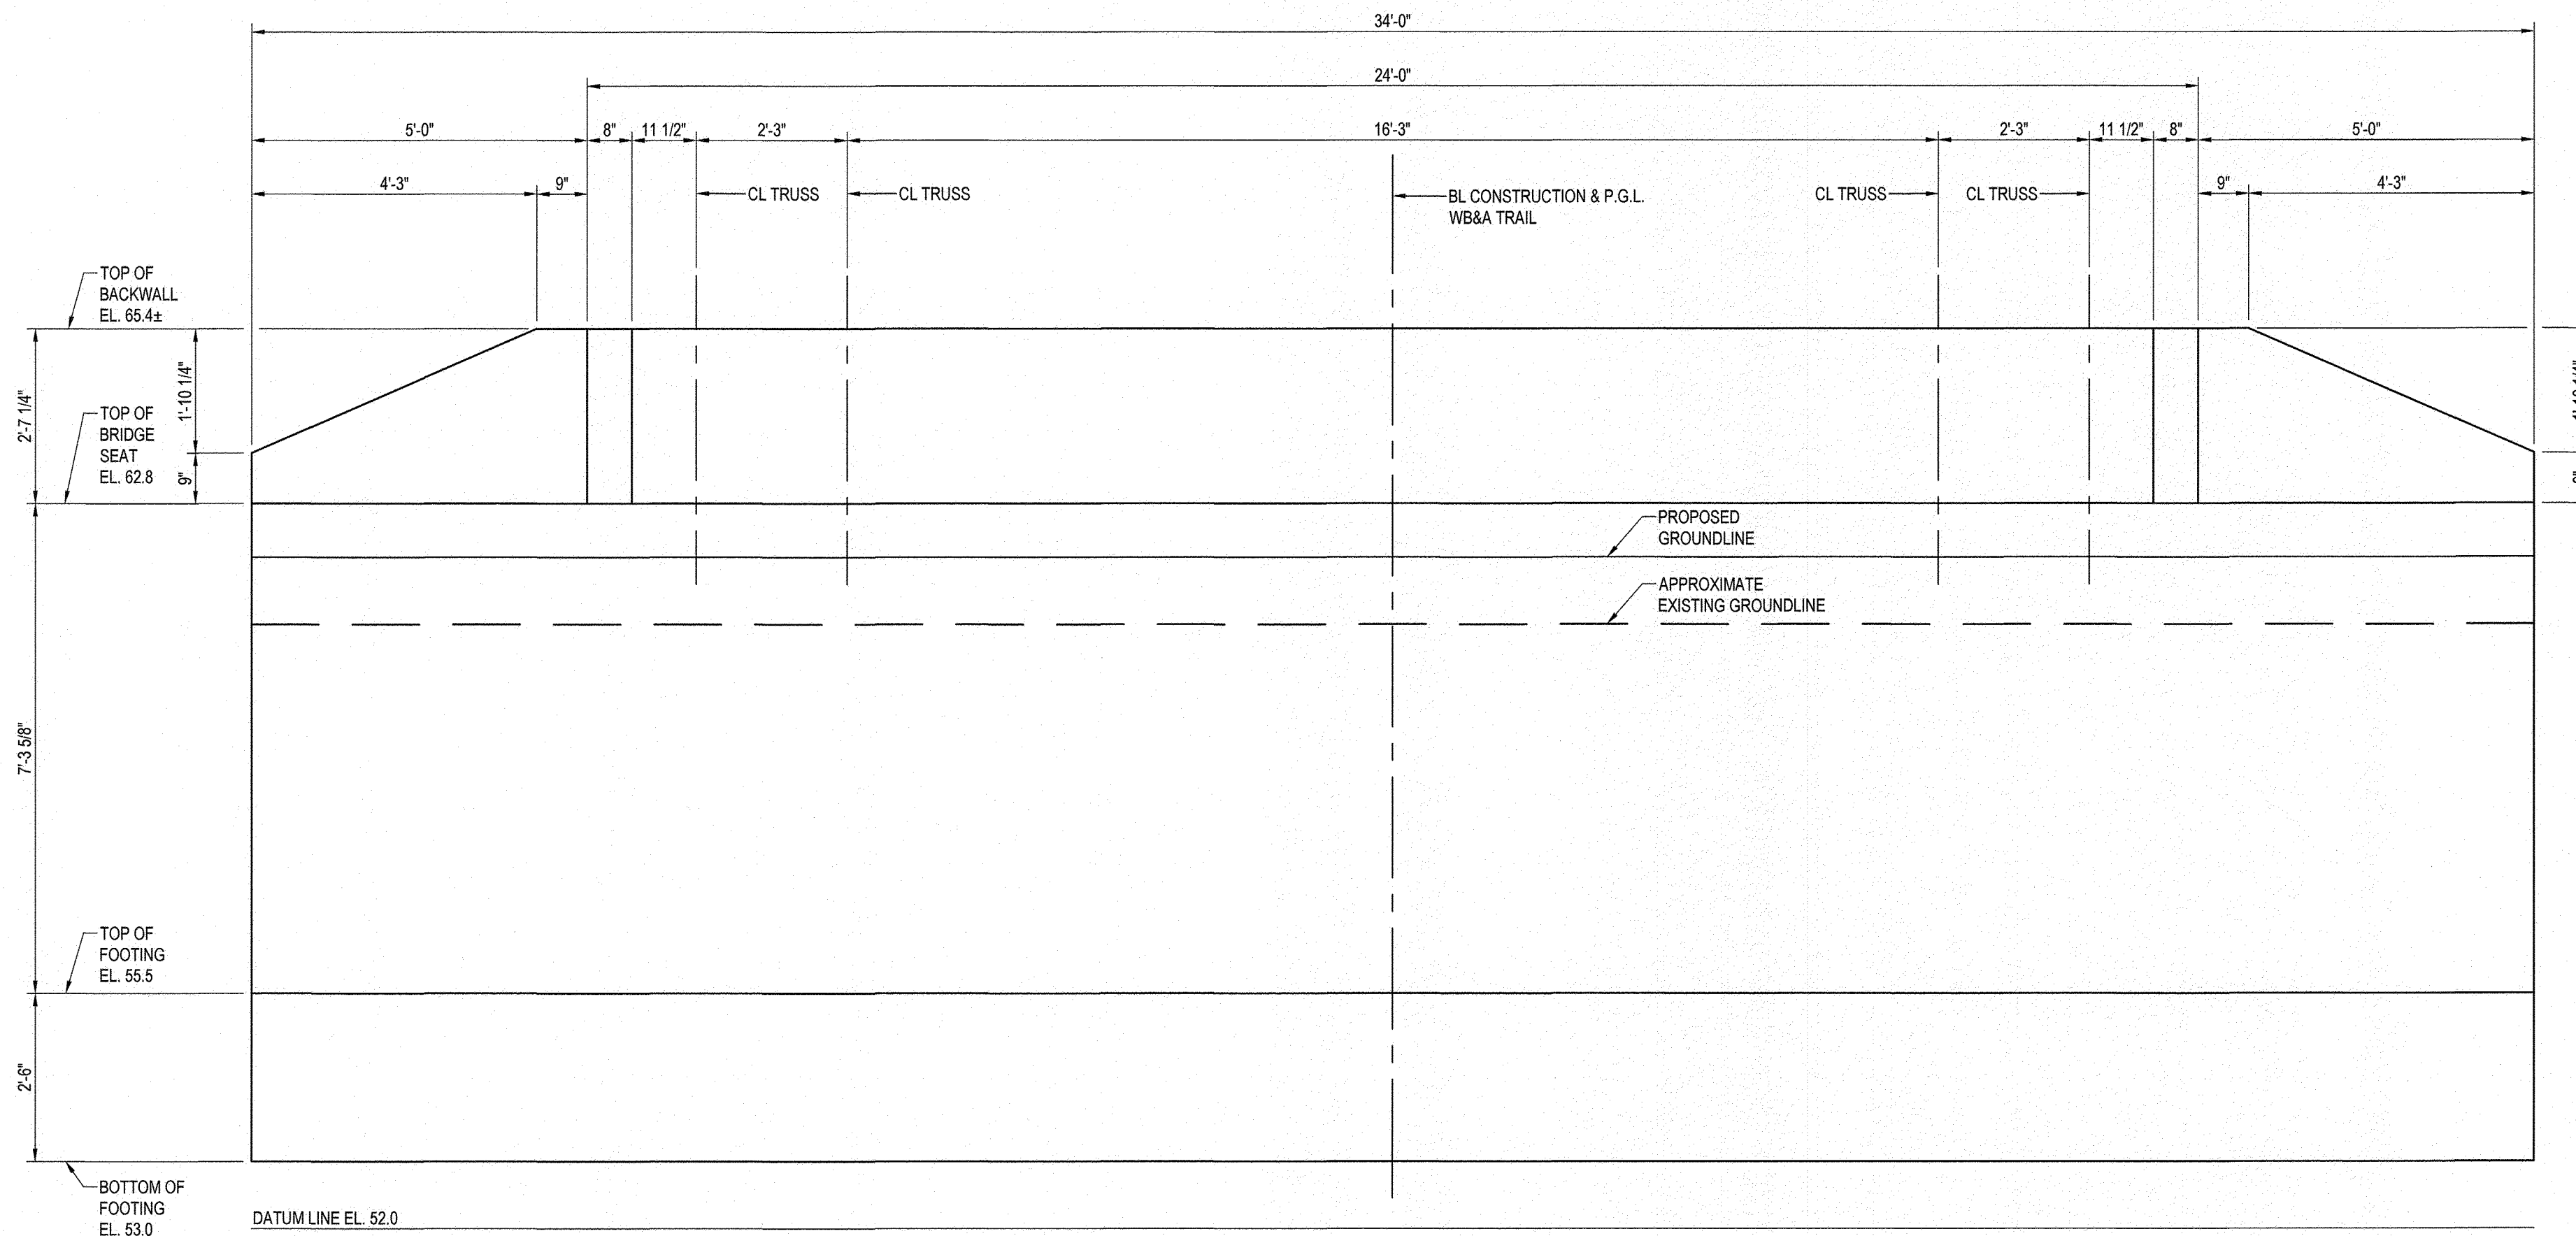 34'-0"
24'-0"
5'-0"
8"
11 1/2"
2'-3"
16'-3"
2'-3"
11 1/2"
8"
5'-0"
4'-3"
9"
CL TRUSS
CL TRUSS
BL CONSTRUCTION & P.G.L.
WB&A TRAIL
CL TRUSS
CL TRUSS
9"
4'-3"
TOP OF
BACKWALL
EL. 65.4±
2'-7 1/4"
1'-10 1/4"
TOP OF
BRIDGE
SEAT
EL. 62.8
9"
PROPOSED
GROUNDLINE
APPROXIMATE
EXISTING GROUNDLINE
7'-3 5/8"
TOP OF
FOOTING
EL. 55.5
2'-6"
BOTTOM OF
FOOTING
EL. 53.0
DATUM LINE EL. 52.0